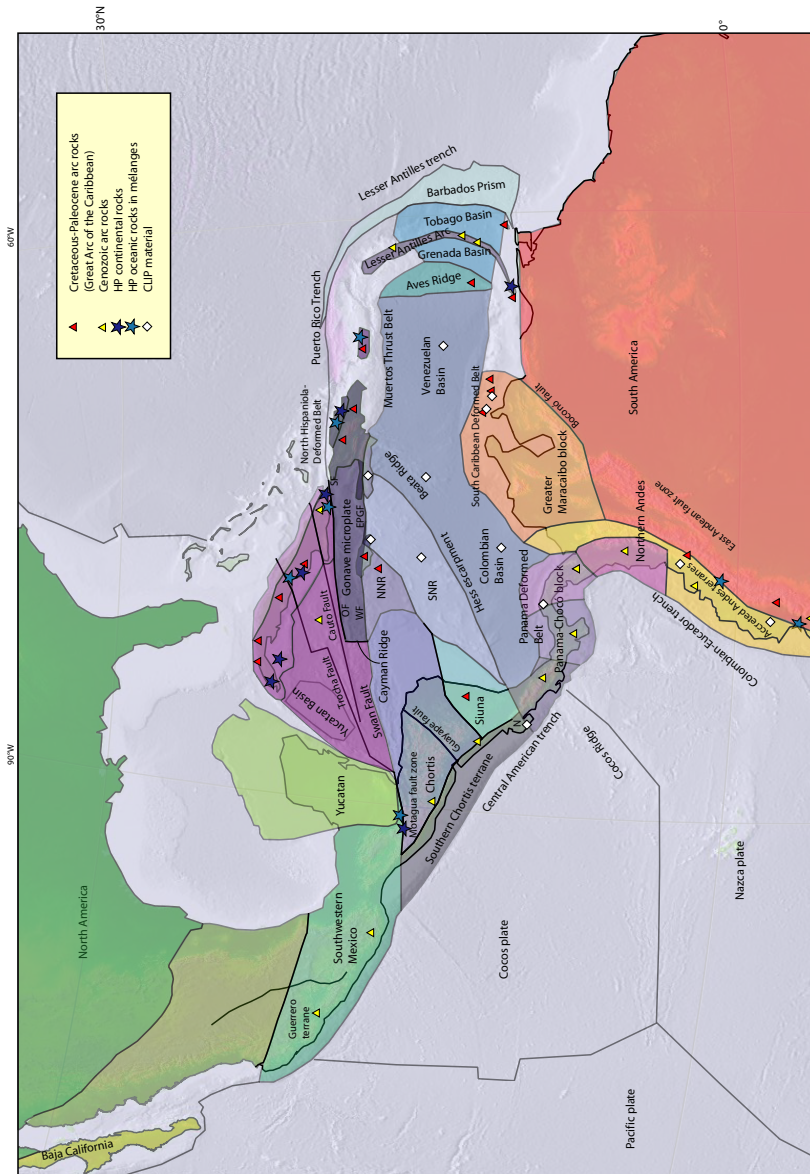 30°N
0°
60°W
90°W
Cretaceous-Paleocene arc rocks
(Great Arc of the Caribbean)
Cenozoic arc rocks
HP continental rocks
HP oceanic rocks in mélanges
CLIP material
North America
Baja California
Guerrero
terrane
Southwestern
Mexico
Yucatan
Yucatan Basin
Trocha Fault
Cauto Fault
Swan Fault
Cayman Ridge
OF
WF
Gonave microplate
EPGF
SF
North Hispaniola-
Deformed Belt
Puerto Rico Trench
Muertos Thrust Belt
Lesser Antilles trench
Barbados Prism
Tobago Basin
Lesser Antilles Arc
Grenada Basin
Aves Ridge
Venezuelan
Basin
Beata Ridge
NNR
SNR
Hess escarpment
Colombian
Basin
South Caribbean Deformed Belt
Greater
Maracaibo block
Bocono fault
South America
East Andean fault zone
Northern Andes
Accreted Andes terranes
Colombian-Eucador trench
Panama Deformed
Belt
Panama-Choco block
Siuna
Guayape fault
Chortis
Motagua fault zone
Southern Chortis terrane
N
Central American trench
Cocos Ridge
Cocos plate
Nazca plate
Pacific plate